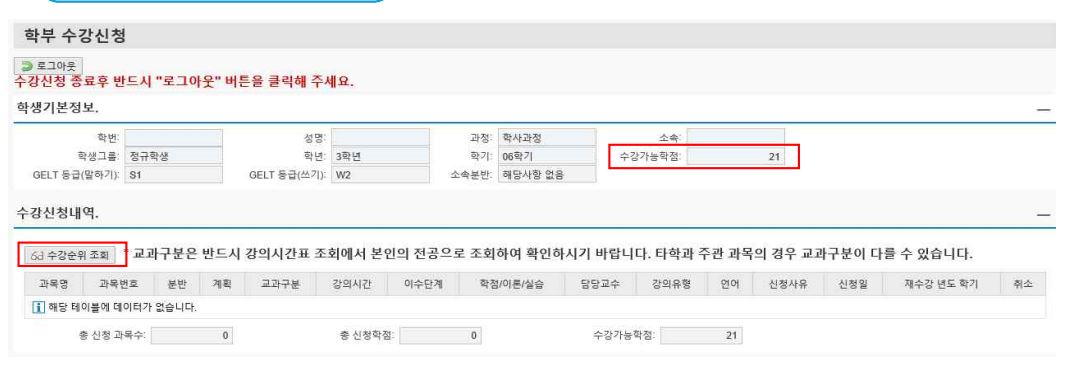 학부 수강신청
로그아웃
수강신청 종료후 반드시 "로그아웃" 버튼을 클릭해 주세요.
학생기본정보.
학번: 성명: 과정: 학사과정 소속:
학생그룹: 정규학생 학년: 3학년 학기: 06학기 수강가능학점: 21
GELT 등급(말하기): S1 GELT 등급(쓰기): W2 소속분반: 해당사항 없음
수강신청내역.
수강순위 조회 * 교과구분은 반드시 강의시간표 조회에서 본인의 전공으로 조회하여 확인하시기 바랍니다. 타학과 주관 과목의 경우 교과구분이 다를 수 있습니다.
과목명 과목번호 분반 계획 교과구분 강의시간 이수단계 학점/이론/실습 담당교수 강의유형 언어 신청사유 신청일 재수강 년도 학기 취소
해당 테이블에 데이터가 없습니다.
총 신청 과목수: 0 총 신청학점: 0 수강가능학점: 21